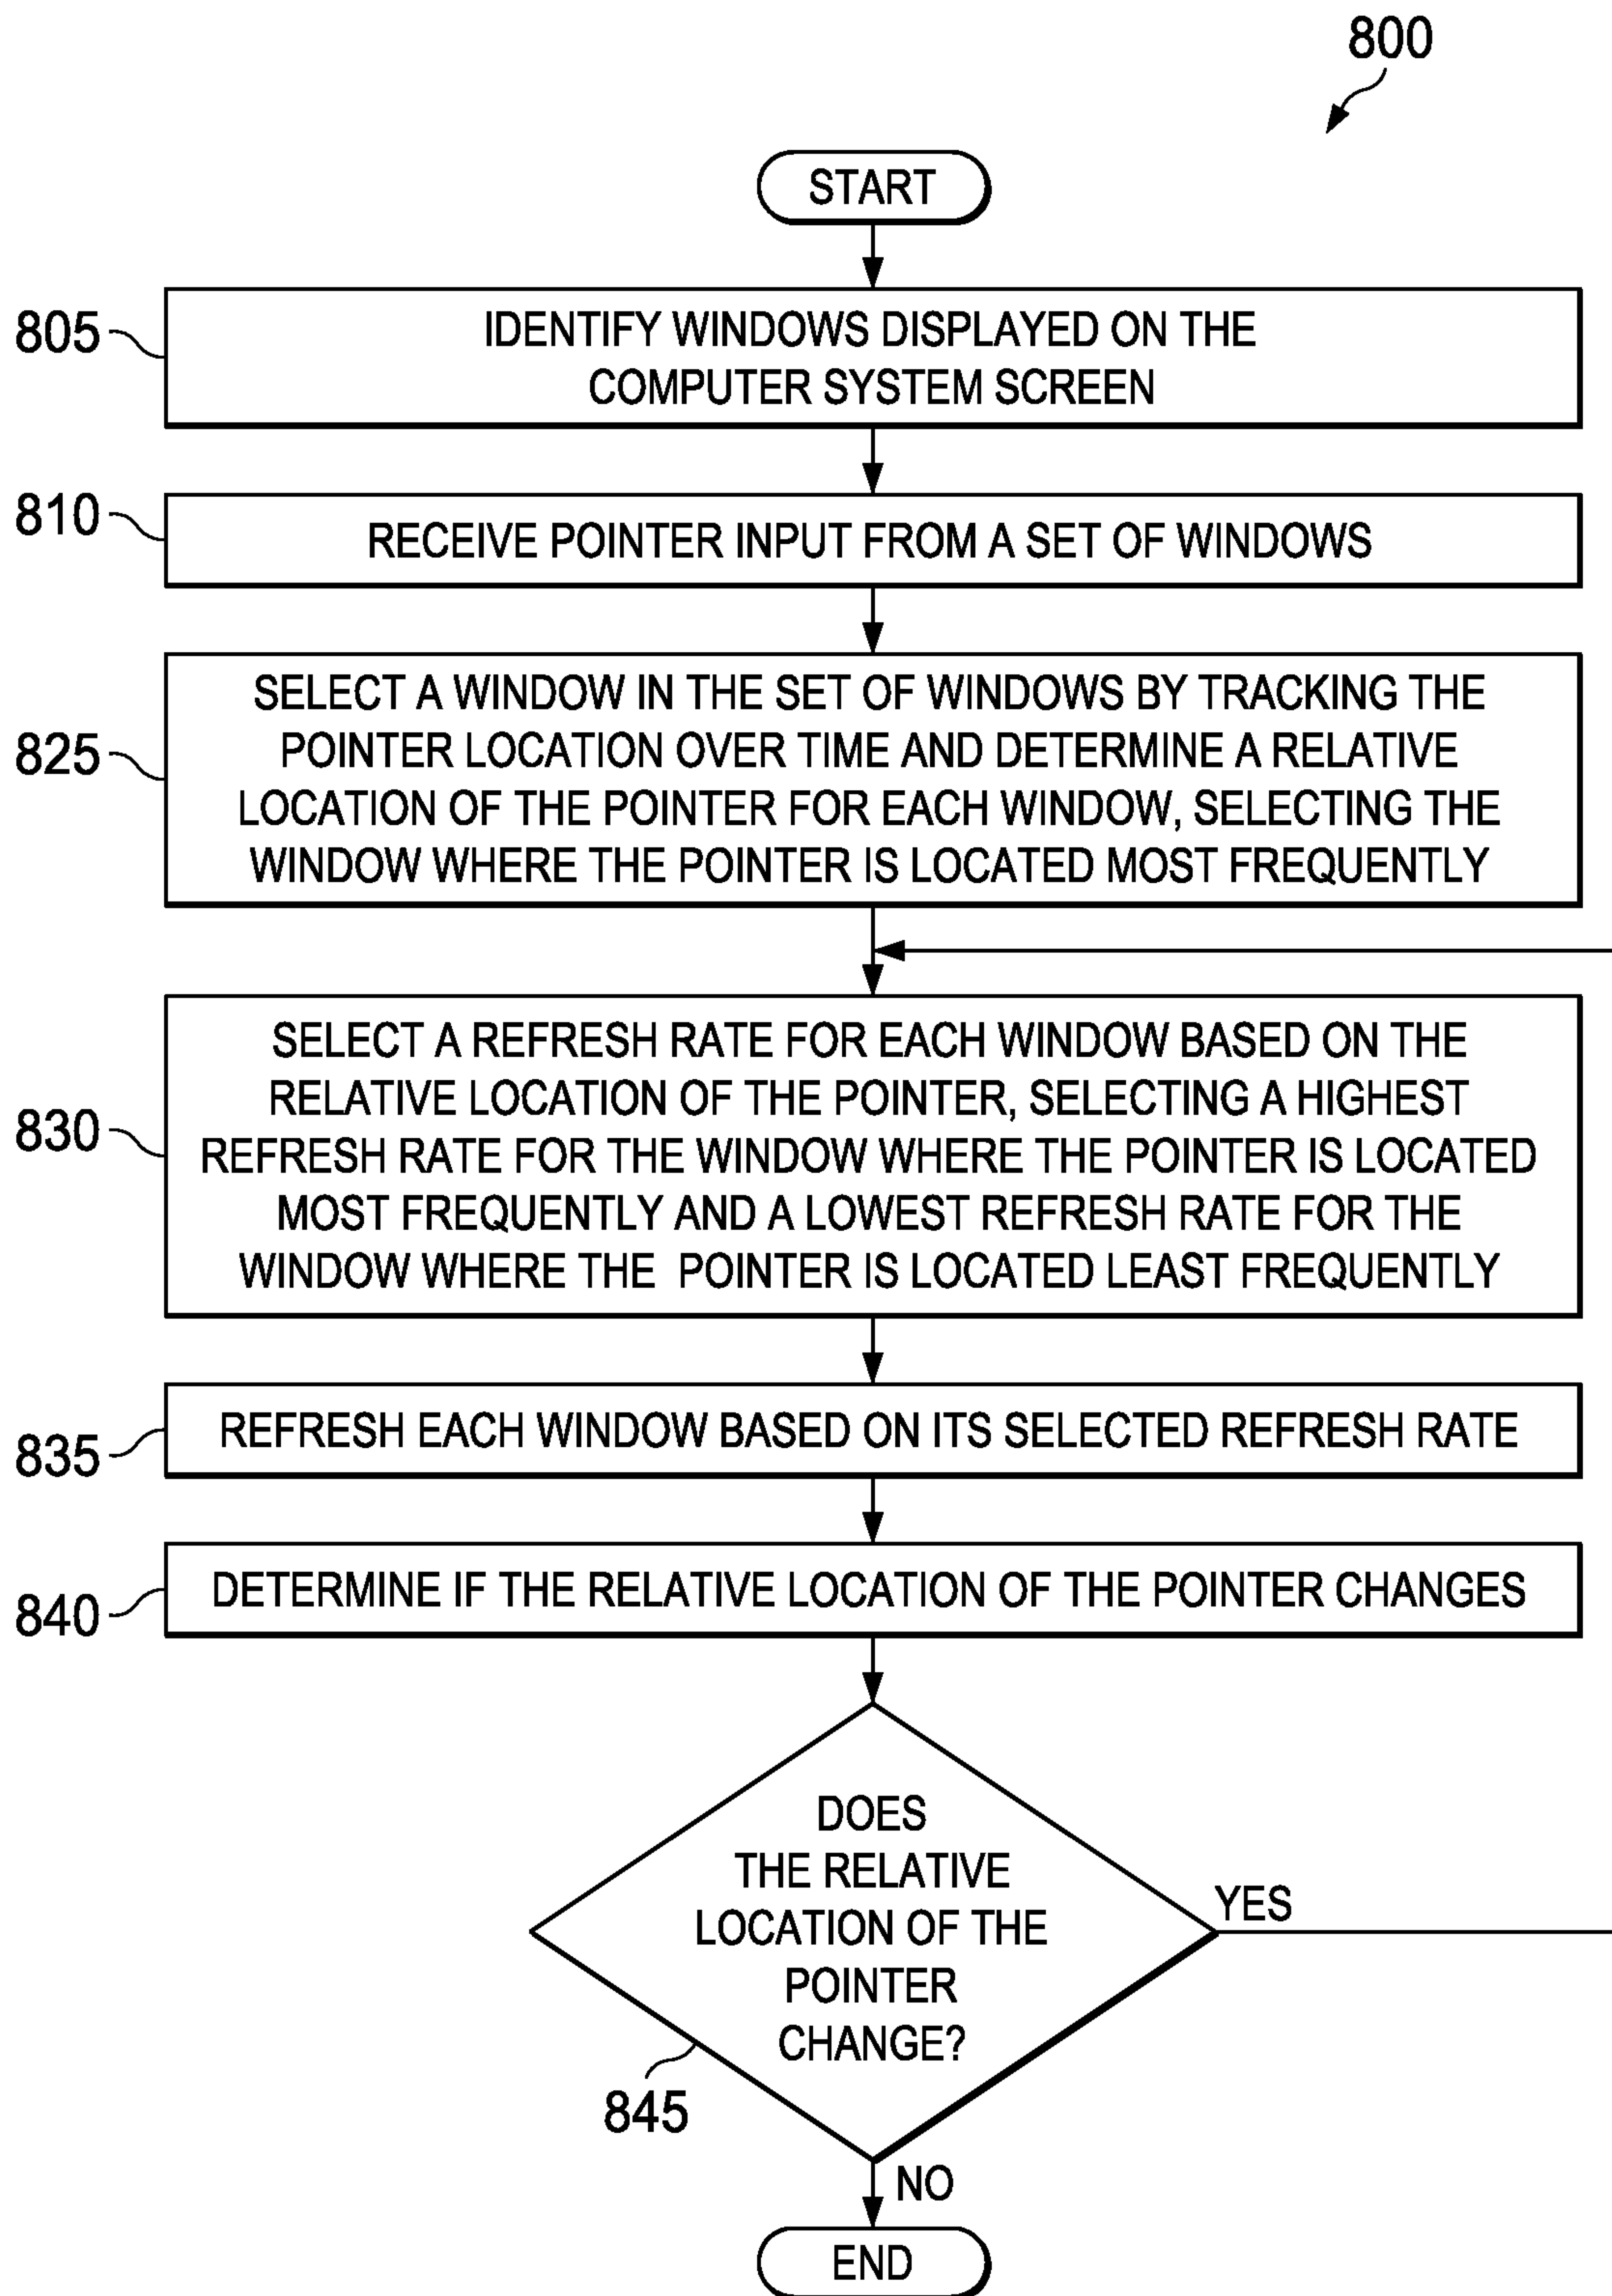 800
START
805
IDENTIFY WINDOWS DISPLAYED ON THE
COMPUTER SYSTEM SCREEN
810
RECEIVE POINTER INPUT FROM A SET OF WINDOWS
825
SELECT A WINDOW IN THE SET OF WINDOWS BY TRACKING THE
POINTER LOCATION OVER TIME AND DETERMINE A RELATIVE
LOCATION OF THE POINTER FOR EACH WINDOW, SELECTING THE
WINDOW WHERE THE POINTER IS LOCATED MOST FREQUENTLY
830
SELECT A REFRESH RATE FOR EACH WINDOW BASED ON THE
RELATIVE LOCATION OF THE POINTER, SELECTING A HIGHEST
REFRESH RATE FOR THE WINDOW WHERE THE POINTER IS LOCATED
MOST FREQUENTLY AND A LOWEST REFRESH RATE FOR THE
WINDOW WHERE THE POINTER IS LOCATED LEAST FREQUENTLY
835
REFRESH EACH WINDOW BASED ON ITS SELECTED REFRESH RATE
840
DETERMINE IF THE RELATIVE LOCATION OF THE POINTER CHANGES
DOES
THE RELATIVE
LOCATION OF THE
POINTER
CHANGE?
YES
845
NO
END